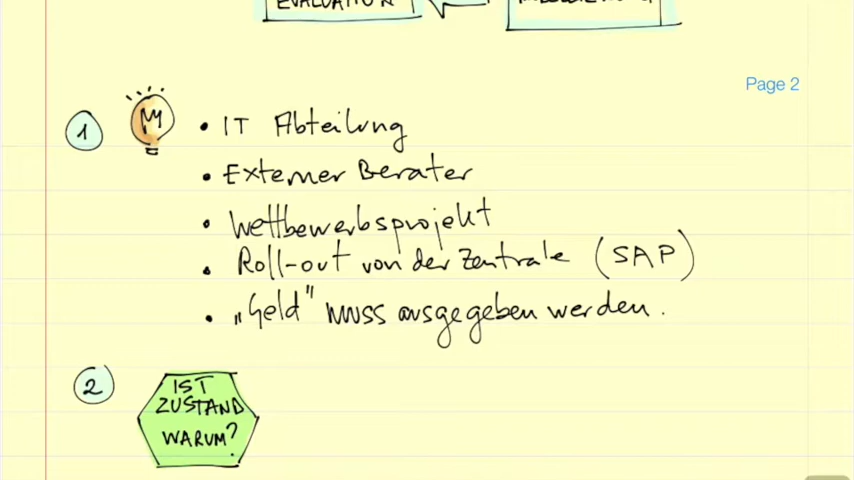 EVALUATION
Page 2
1
• IT Abteilung
• Externer Berater
• Wettbewerbsprojekt
• Roll-out von der Zentrale (SAP)
• „Geld" muss ausgegeben werden.
2
IST
ZUSTAND
WARUM?